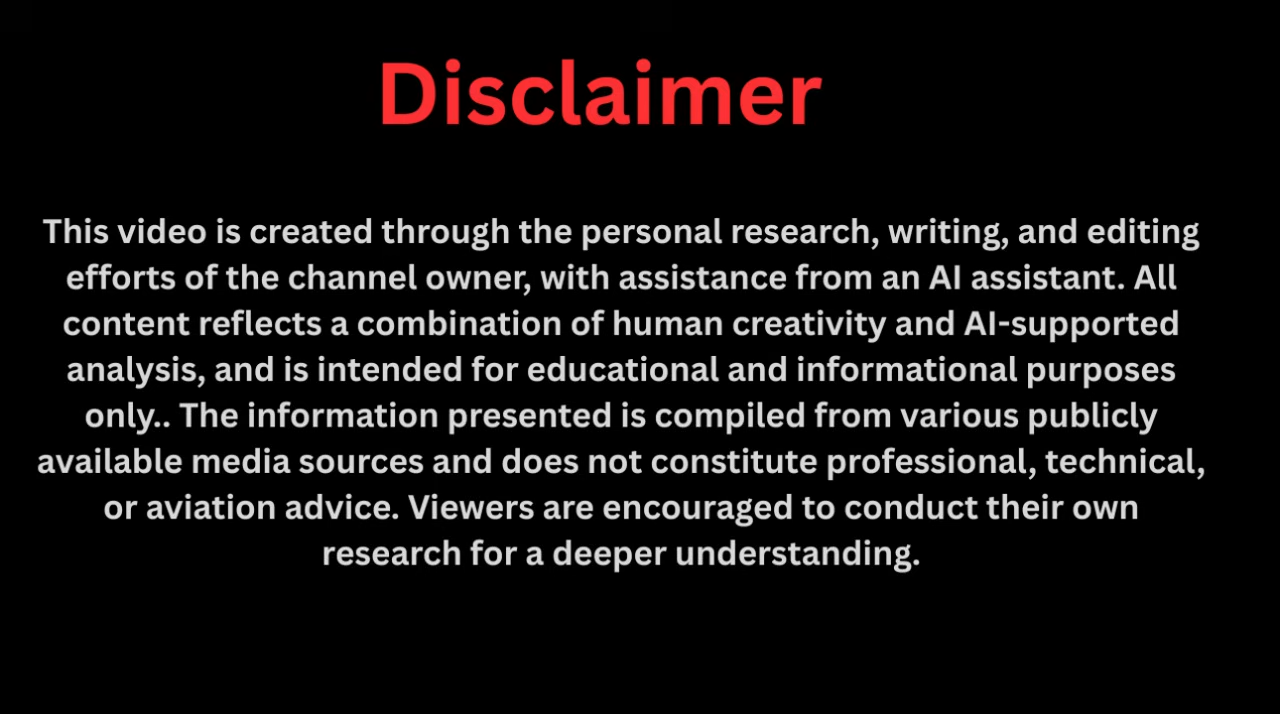 Disclaimer
This video is created through the personal research, writing, and editing
efforts of the channel owner, with assistance from an AI assistant. All
content reflects a combination of human creativity and AI-supported
analysis, and is intended for educational and informational purposes
only.. The information presented is compiled from various publicly
available media sources and does not constitute professional, technical,
or aviation advice. Viewers are encouraged to conduct their own
research for a deeper understanding.